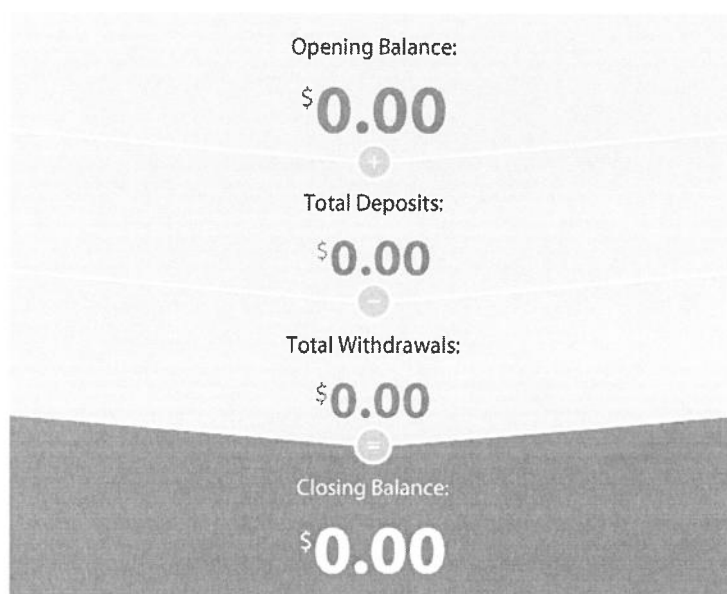 Opening Balance:
$0.00
+
Total Deposits:
$0.00
−
Total Withdrawals:
$0.00
=
Closing Balance:
$0.00